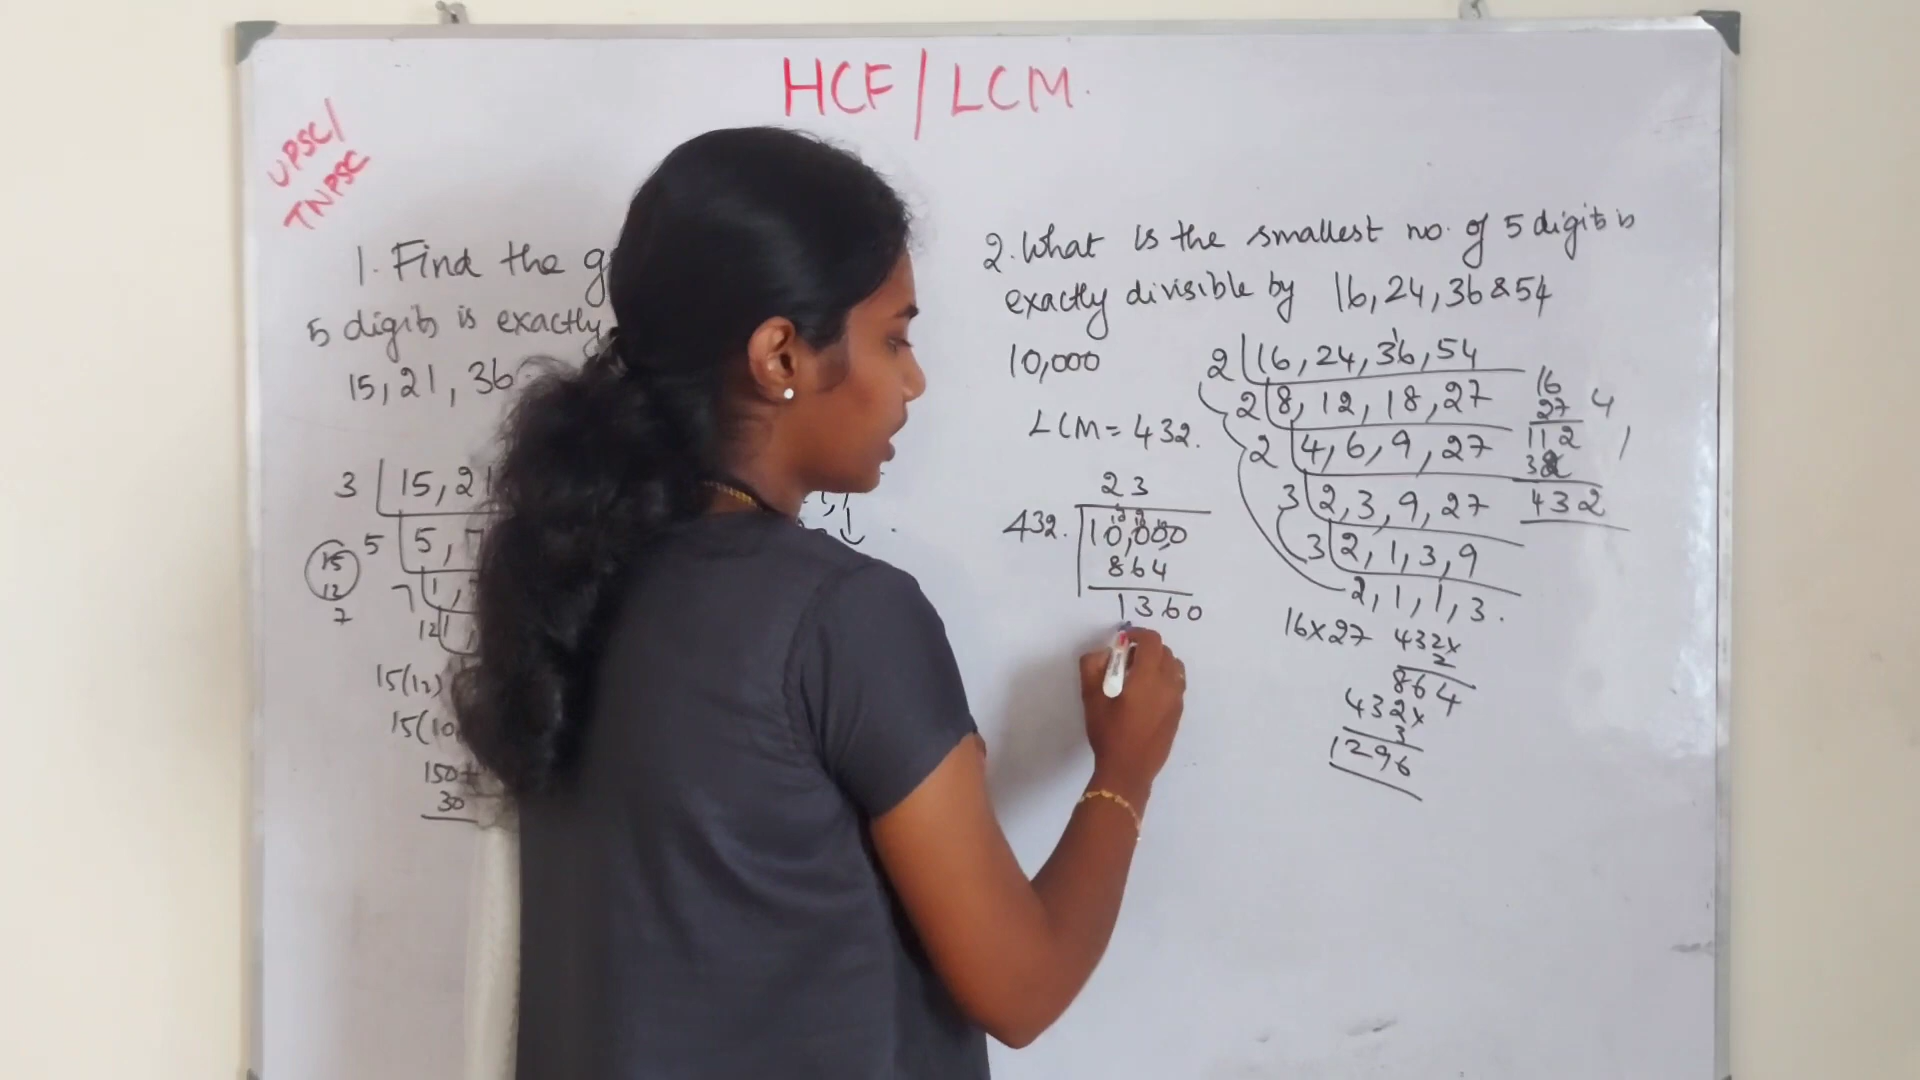 HCF/LCM.
UPSC/
TNPSC
1. Find the
5 digits is exactly
15, 21, 36
3 15, 21
5 5, 7
15
12
7
7 1,
12 1,
15(12)
15(10
150+
30
2. What is the smallest no. of 5 digits is
exactly divisible by 16, 24, 36 & 54
10,000
LCM = 432.
23
432. 10,000
864
1360
2 16, 24, 36, 54
2 8, 12, 18, 27
2 4, 6, 9, 27
3 2, 3, 9, 27
3 2, 1, 3, 9
2, 1, 1, 3.
16
27 4
112 /
432
16x27
432x
2
864
432x
3
1296